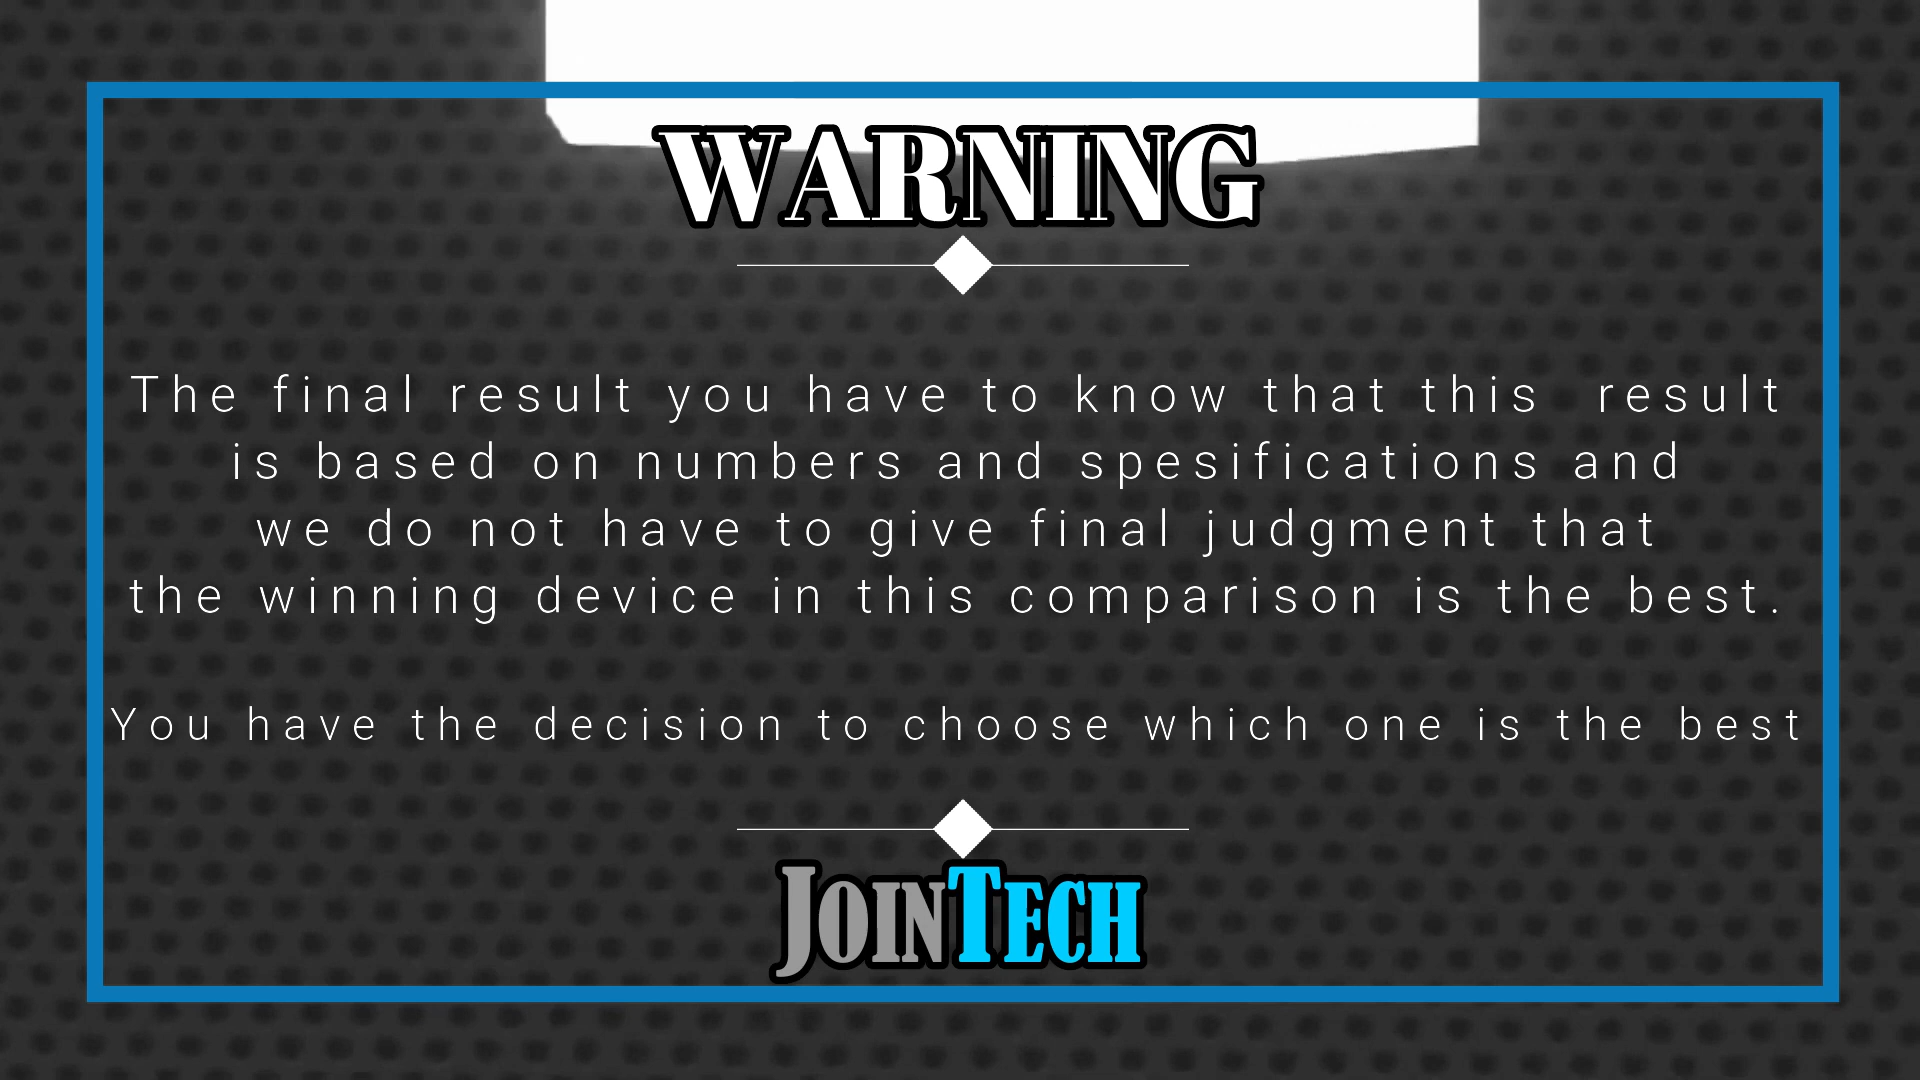 WARNING
The final result you have to know that this result
is based on numbers and spesifications and
we do not have to give final judgment that
the winning device in this comparison is the best.
You have the decision to choose which one is the best
JOINTECH